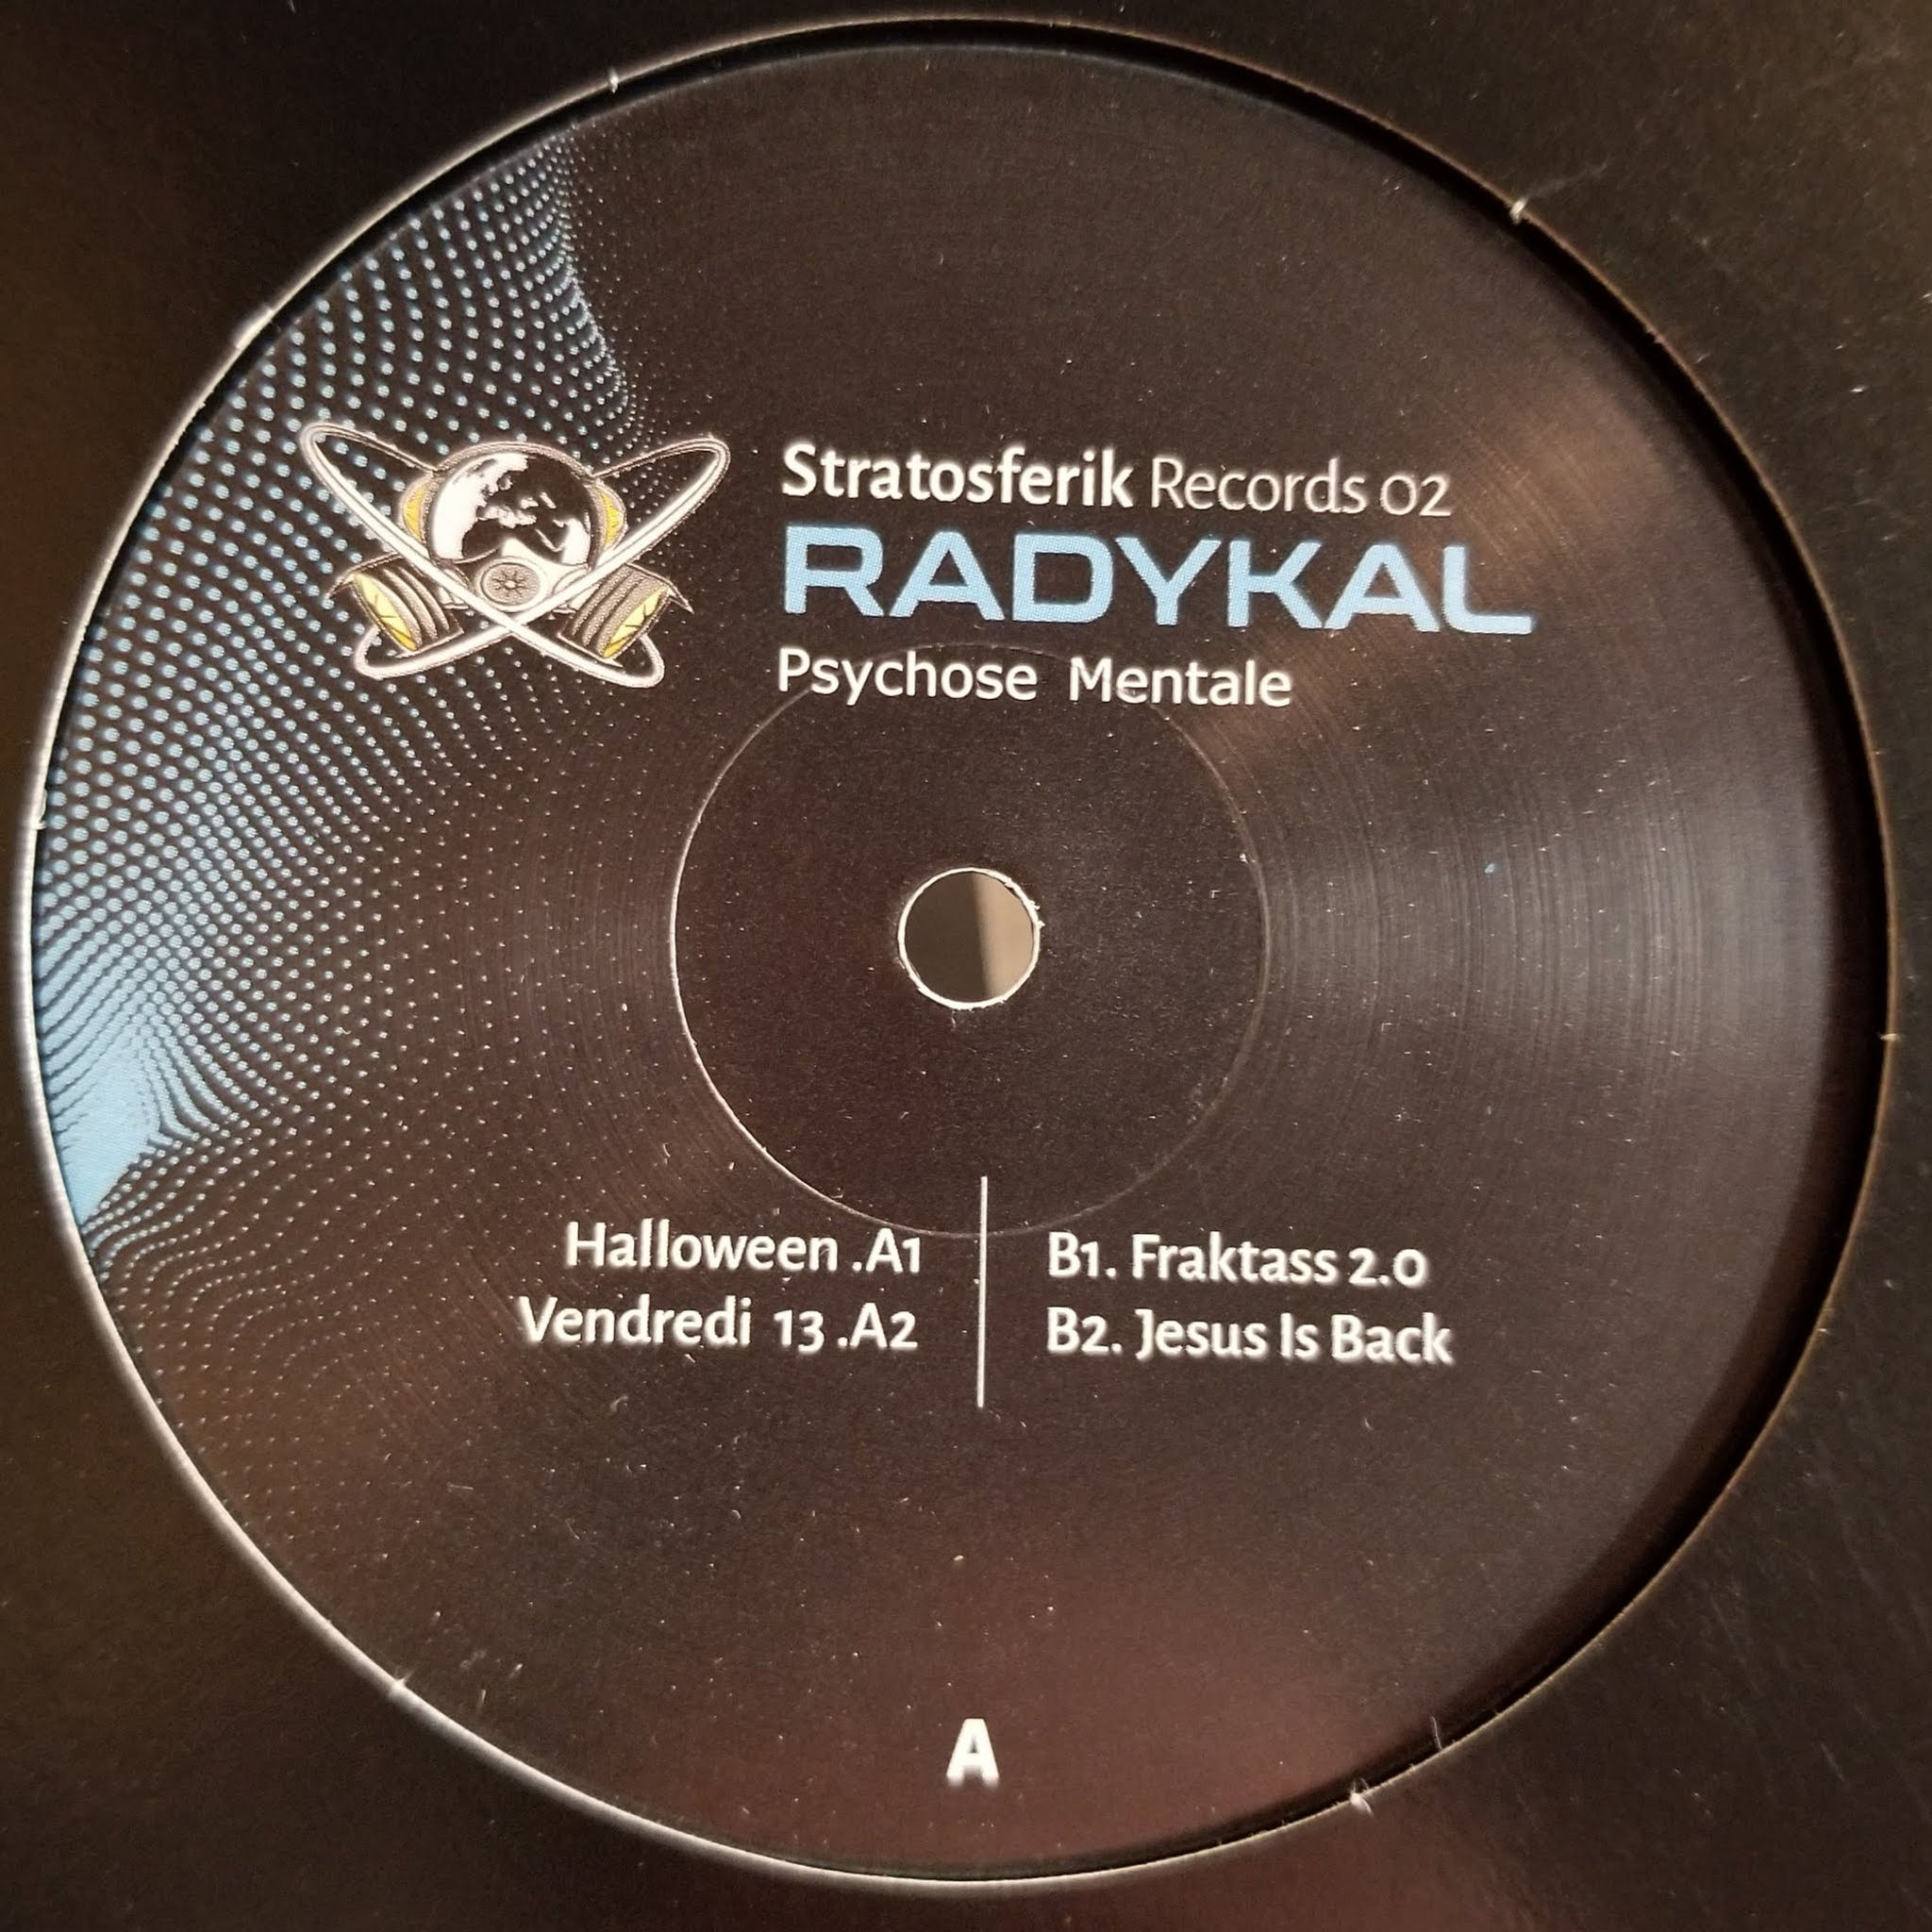 Stratosferik Records 02
RADYKAL
Psychose Mentale
Halloween .A1
Vendredi 13 .A2
B1. Fraktass 2.0
B2. Jesus Is Back
A